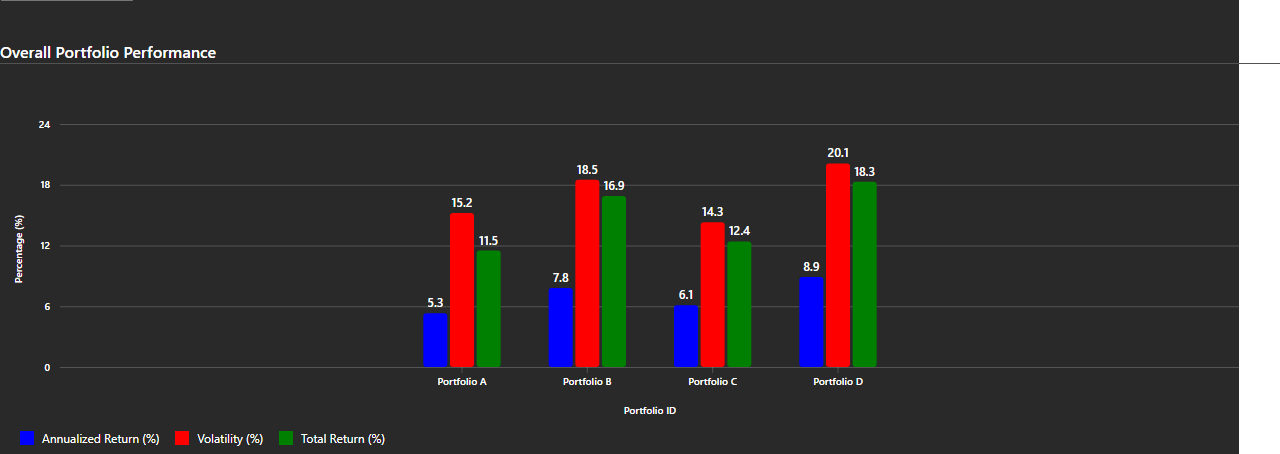 Overall Portfolio Performance
24
18
12
6
0
Percentage (%)
5.3
15.2
11.5
7.8
18.5
16.9
6.1
14.3
12.4
8.9
20.1
18.3
Portfolio A
Portfolio B
Portfolio C
Portfolio D
Portfolio ID
Annualized Return (%)
Volatility (%)
Total Return (%)